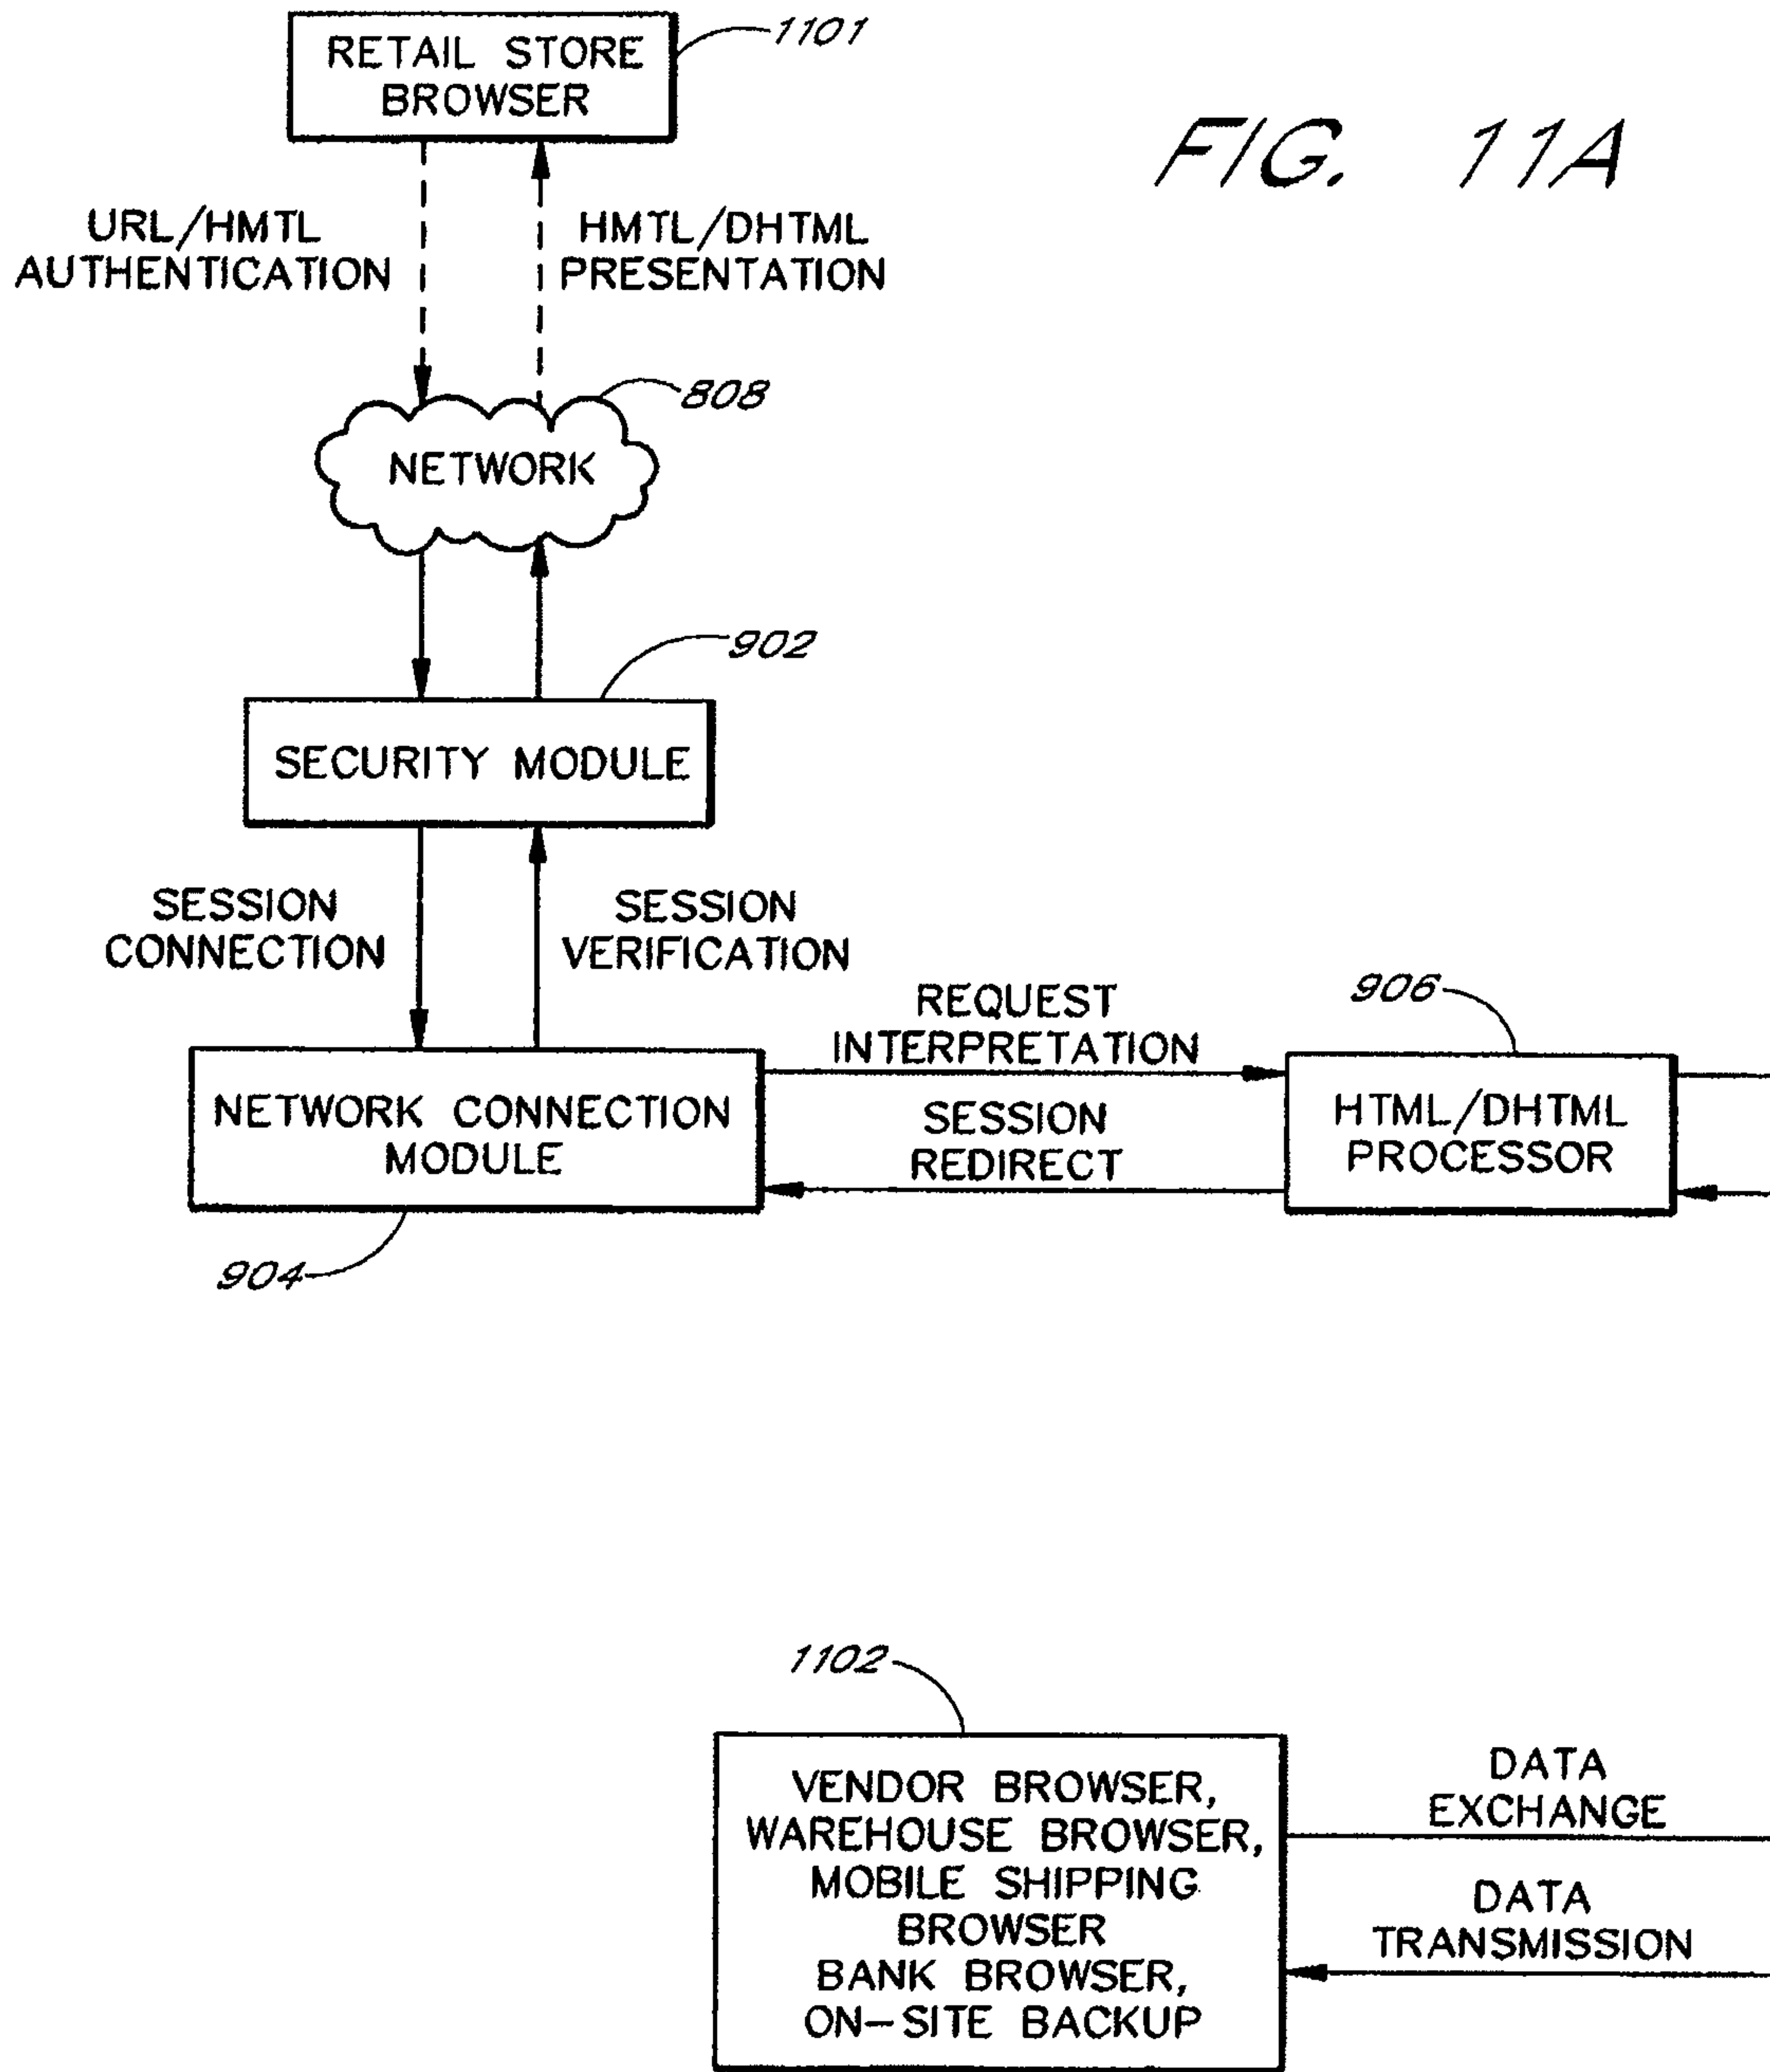 1101
RETAIL STORE
BROWSER
FIG. 11A
URL/HMTL
AUTHENTICATION
HMTL/DHTML
PRESENTATION
808
NETWORK
902
SECURITY MODULE
SESSION
CONNECTION
SESSION
VERIFICATION
REQUEST
INTERPRETATION
906
NETWORK CONNECTION
MODULE
SESSION
REDIRECT
HTML/DHTML
PROCESSOR
904
1102
VENDOR BROWSER,
WAREHOUSE BROWSER,
MOBILE SHIPPING
BROWSER
BANK BROWSER,
ON-SITE BACKUP
DATA
EXCHANGE
DATA
TRANSMISSION